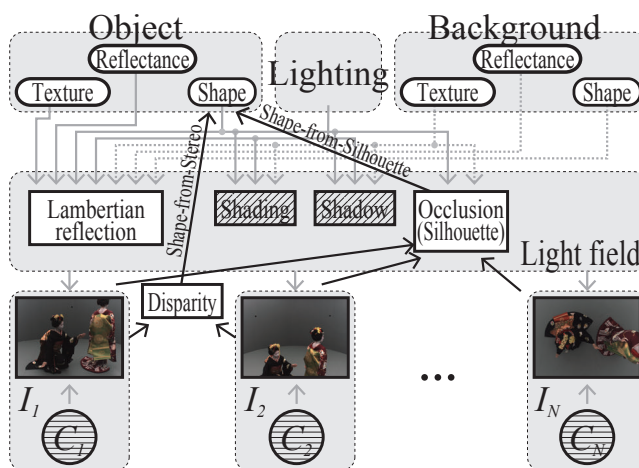 Object
Background
Reflectance
Reflectance
Lighting
Texture
Shape
Texture
Shape
Shape-from-Silhouette
Shape-from-Stereo
Lambertian
reflection
Shading
Shadow
Occlusion
(Silhouette)
Light field
Disparity
...
I1
I2
IN
C1
C2
CN